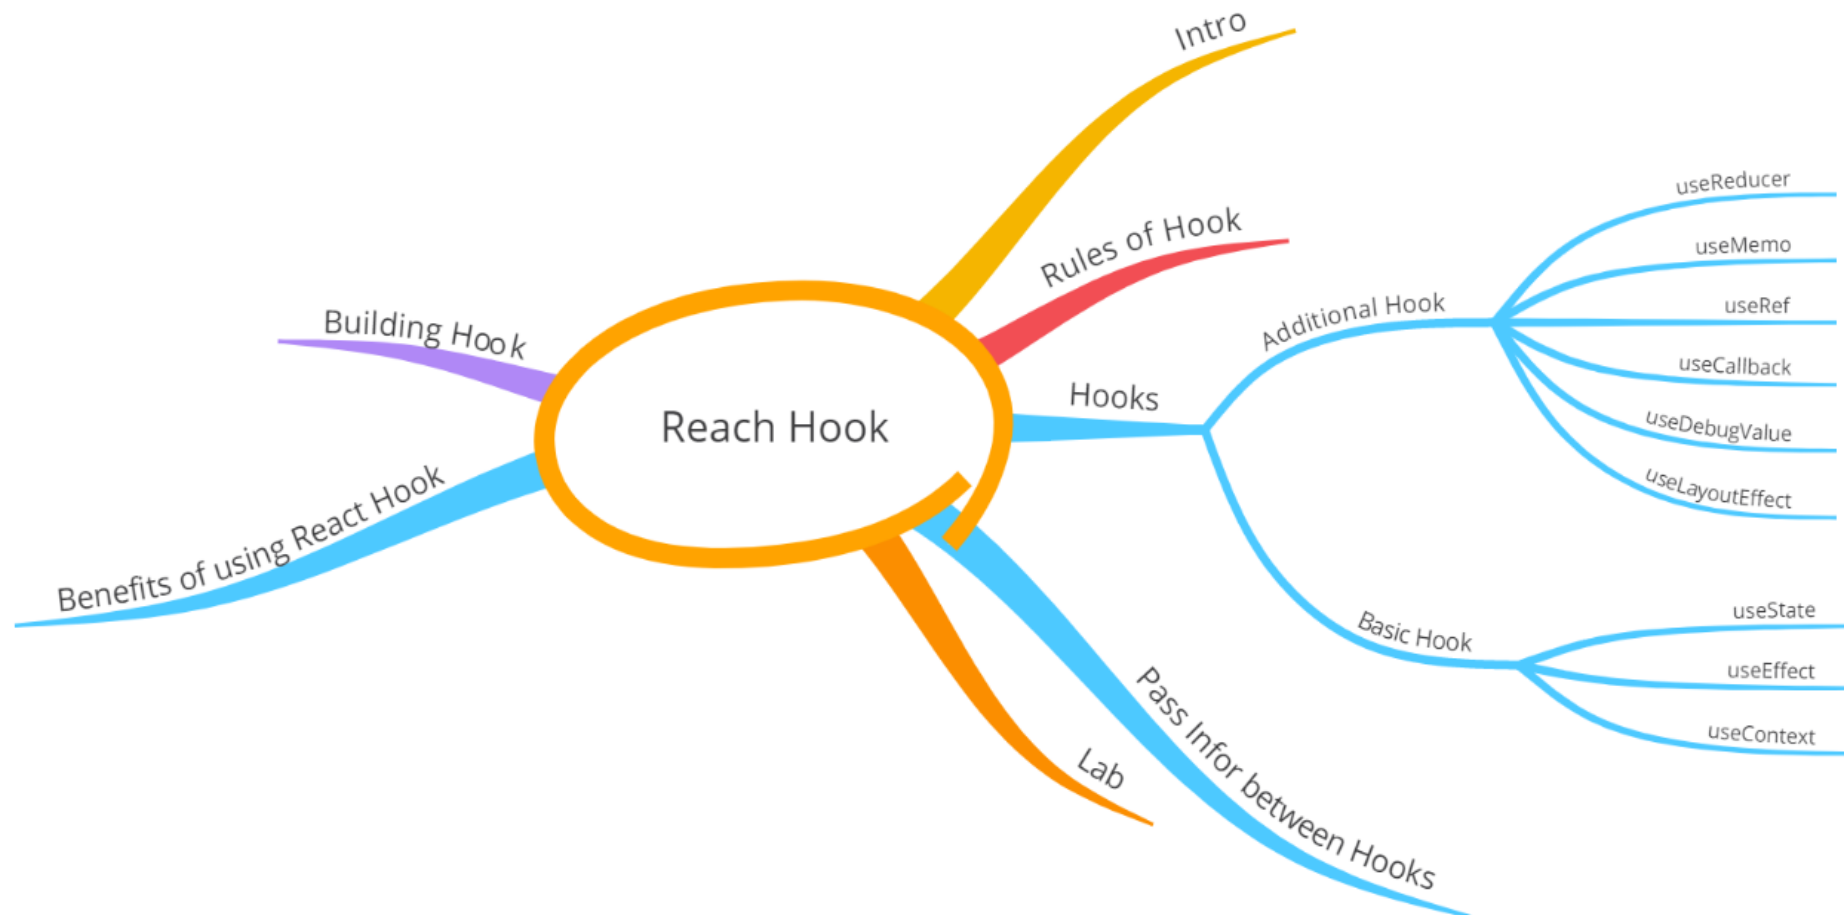 Reach Hook
Intro
Rules of Hook
Hooks
Additional Hook
useReducer
useMemo
useRef
useCallback
useDebugValue
useLayoutEffect
Basic Hook
useState
useEffect
useContext
Pass Infor between Hooks
Lab
Benefits of using React Hook
Building Hook